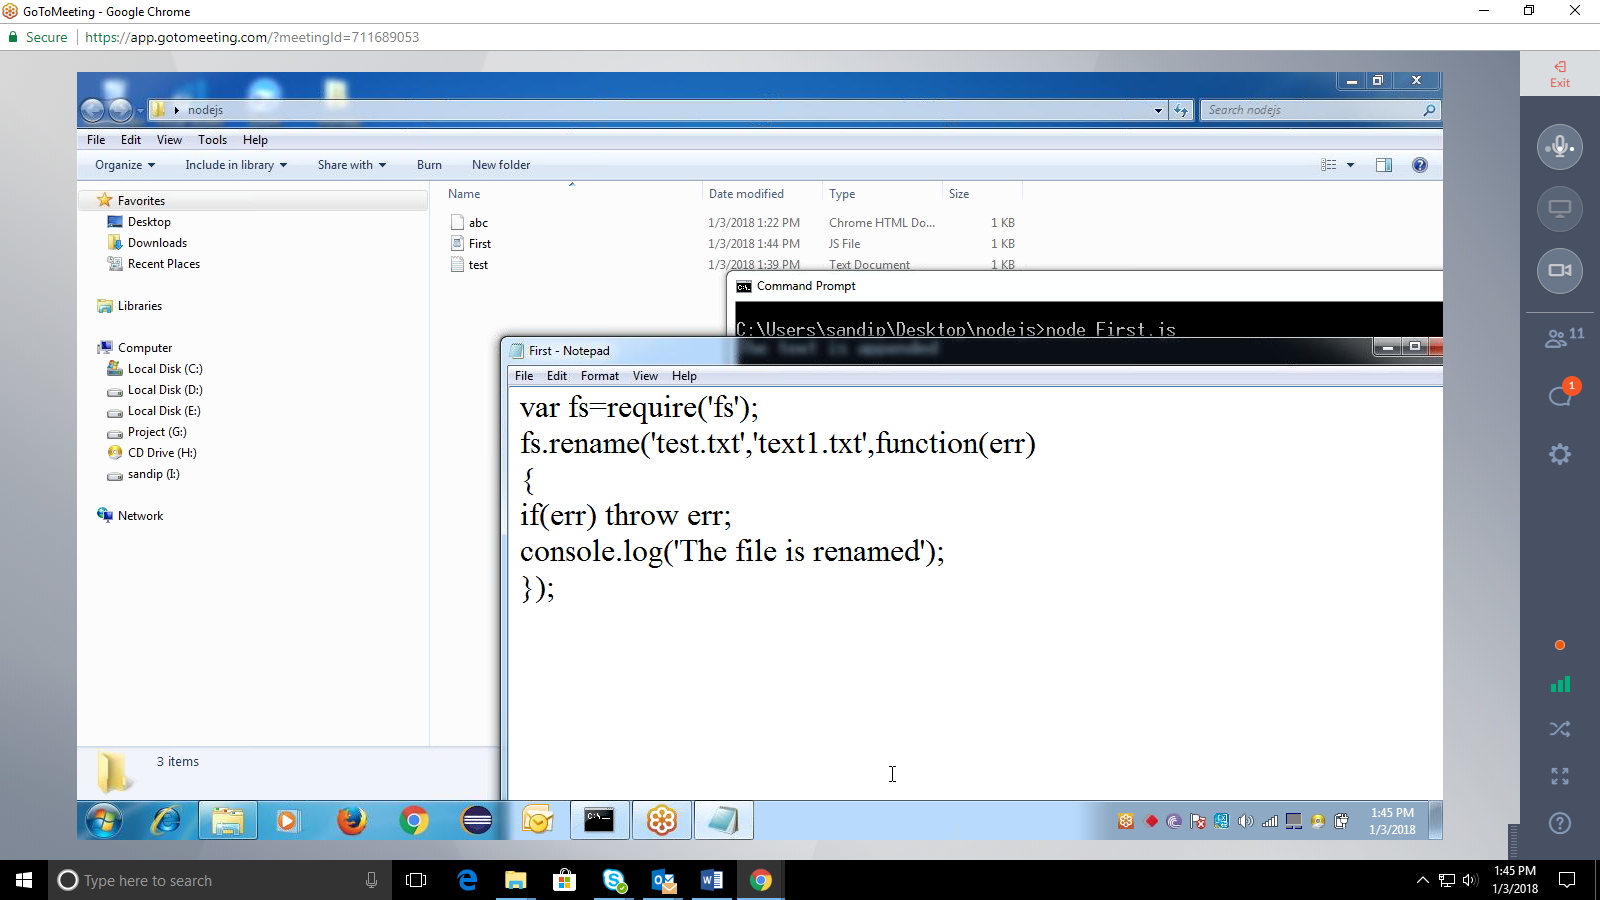 GoToMeeting - Google Chrome
Secure https://app.gotomeeting.com/?meetingId=711689053
Exit
nodejs Search nodejs
File Edit View Tools Help
Organize Include in library Share with Burn New folder
Name Date modified Type Size
Favorites
Desktop
Downloads
Recent Places
Libraries
Computer
Local Disk (C:)
Local Disk (D:)
Local Disk (E:)
Project (G:)
CD Drive (H:)
sandip (I:)
Network
abc 1/3/2018 1:22 PM Chrome HTML Do... 1 KB
First 1/3/2018 1:44 PM JS File 1 KB
test 1/3/2018 1:39 PM Text Document 1 KB
Command Prompt
C:\Users\sandip\Desktop\nodejs>node First.js
The text is appended
First - Notepad
File Edit Format View Help
var fs=require('fs');
fs.rename('test.txt','text1.txt',function(err)
{
if(err) throw err;
console.log('The file is renamed');
});
3 items
11
1
1:45 PM
1/3/2018
Type here to search
1:45 PM
1/3/2018